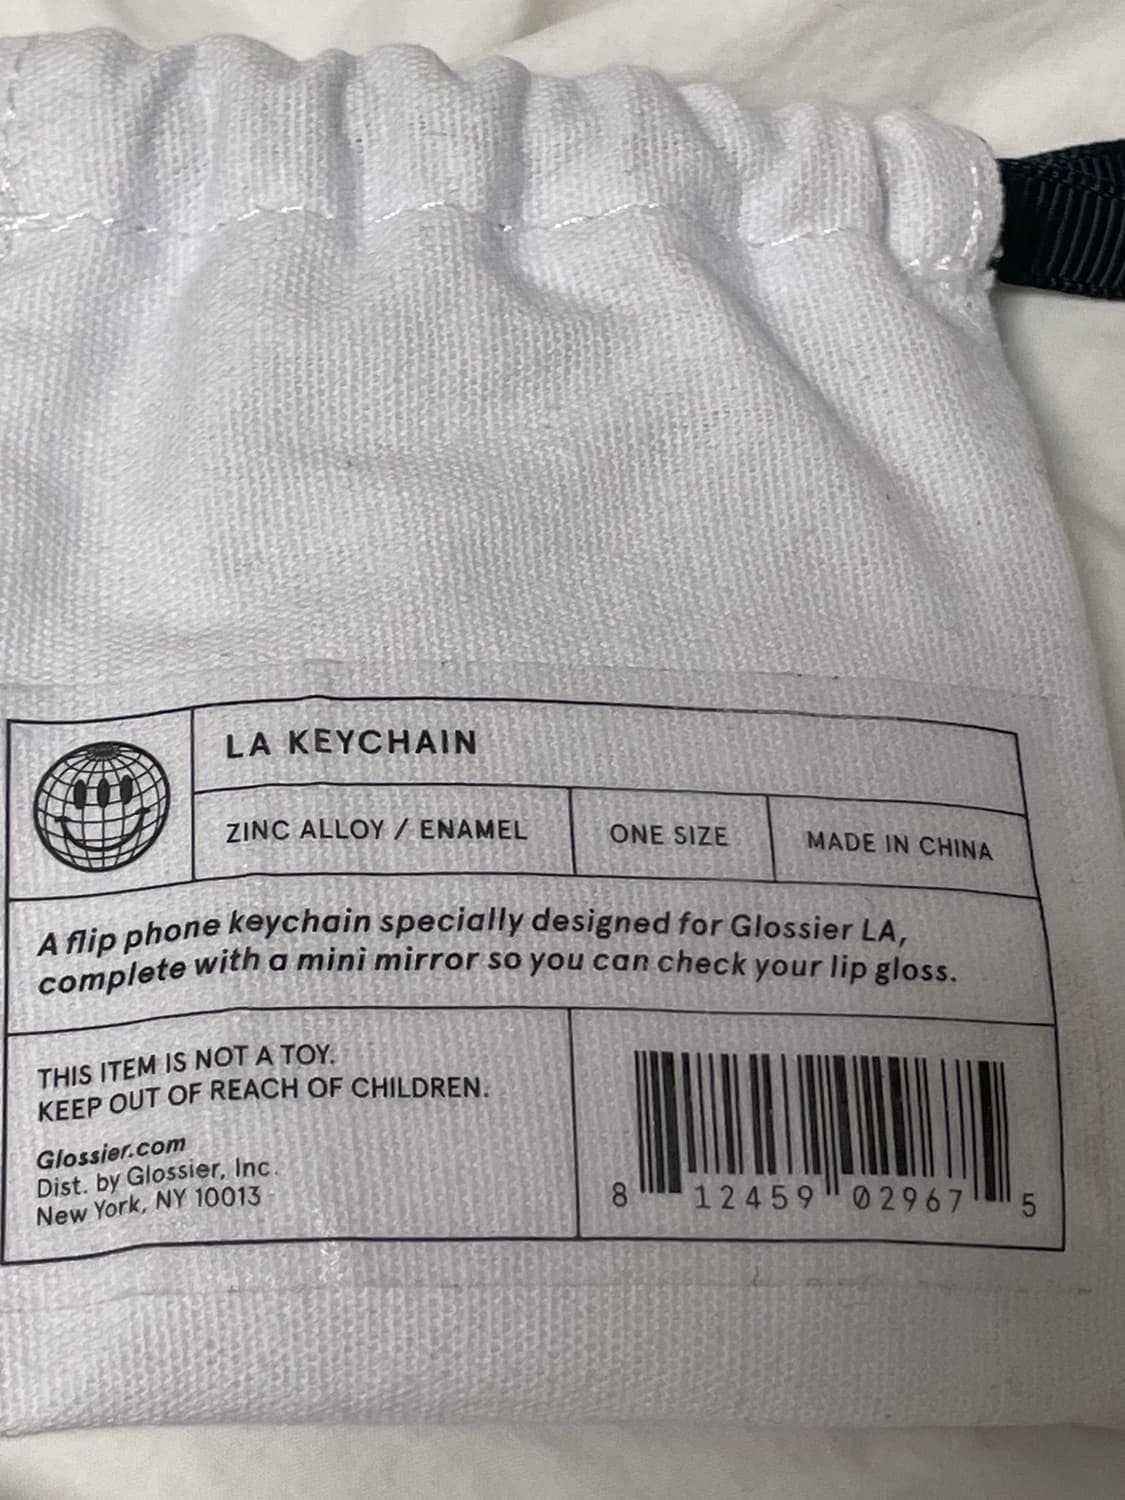 LA KEYCHAIN
ZINC ALLOY / ENAMEL
ONE SIZE
MADE IN CHINA
A flip phone keychain specially designed for Glossier LA,
complete with a mini mirror so you can check your lip gloss.
THIS ITEM IS NOT A TOY.
KEEP OUT OF REACH OF CHILDREN.
Glossier.com
Dist. by Glossier, Inc.
New York, NY 10013
8 12459 02967 5